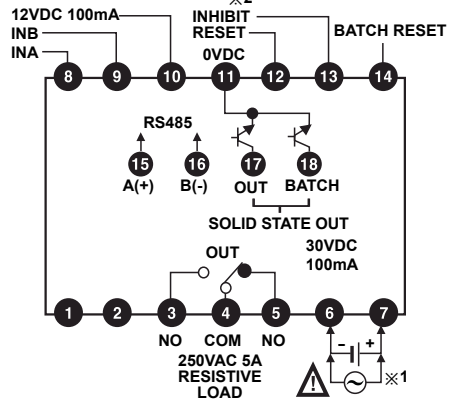 ※2
12VDC 100mA
INB
INA
INHIBIT
RESET
0VDC
BATCH RESET
8 9 10 11 12 13 14
RS485
15 16 17 18
A(+) B(-) OUT BATCH
SOLID STATE OUT
30VDC
100mA
OUT
1 2 3 4 5 6 7
NO COM NO
- +
250VAC 5A
RESISTIVE
LOAD
! ※1